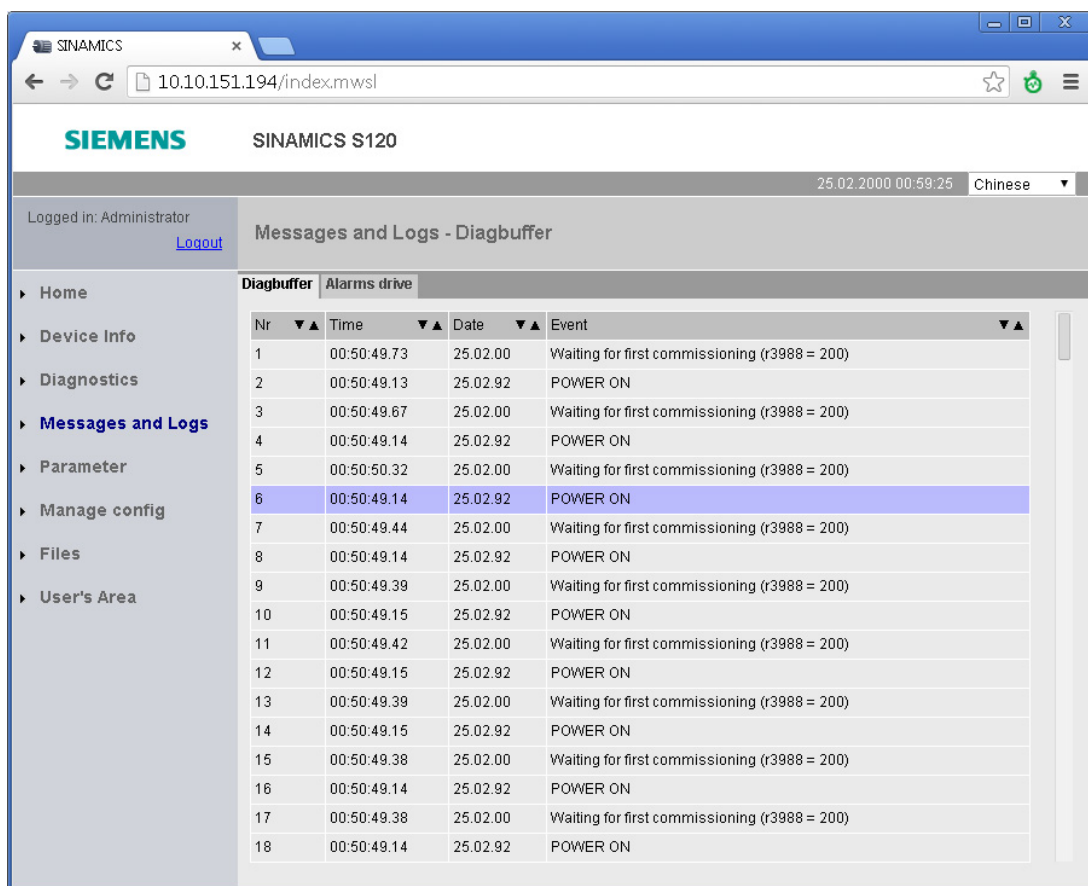 SINAMICS
10.10.151.194/index.mwsl
SIEMENS SINAMICS S120
25.02.2000 00:59:25 Chinese
Logged in: Administrator
Logout
Messages and Logs - Diagbuffer
Home
Device Info
Diagnostics
Messages and Logs
Parameter
Manage config
Files
User's Area
Diagbuffer Alarms drive
Nr Time Date Event
1 00:50:49.73 25.02.00 Waiting for first commissioning (r3988 = 200)
2 00:50:49.13 25.02.92 POWER ON
3 00:50:49.67 25.02.00 Waiting for first commissioning (r3988 = 200)
4 00:50:49.14 25.02.92 POWER ON
5 00:50:50.32 25.02.00 Waiting for first commissioning (r3988 = 200)
6 00:50:49.14 25.02.92 POWER ON
7 00:50:49.44 25.02.00 Waiting for first commissioning (r3988 = 200)
8 00:50:49.14 25.02.92 POWER ON
9 00:50:49.39 25.02.00 Waiting for first commissioning (r3988 = 200)
10 00:50:49.15 25.02.92 POWER ON
11 00:50:49.42 25.02.00 Waiting for first commissioning (r3988 = 200)
12 00:50:49.15 25.02.92 POWER ON
13 00:50:49.39 25.02.00 Waiting for first commissioning (r3988 = 200)
14 00:50:49.15 25.02.92 POWER ON
15 00:50:49.38 25.02.00 Waiting for first commissioning (r3988 = 200)
16 00:50:49.14 25.02.92 POWER ON
17 00:50:49.38 25.02.00 Waiting for first commissioning (r3988 = 200)
18 00:50:49.14 25.02.92 POWER ON